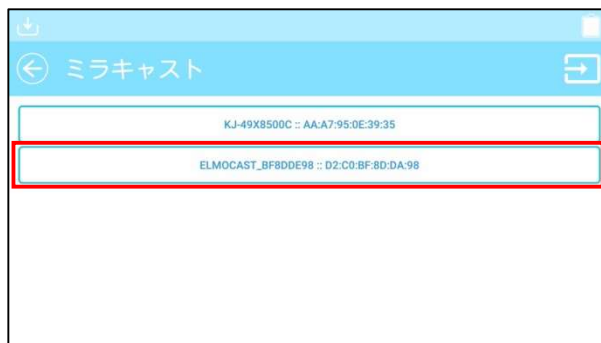 ミラキャスト
KJ-49X8500C :: AA:A7:95:0E:39:35
ELMOCAST_BF8DDE98 :: D2:C0:BF:8D:DA:98